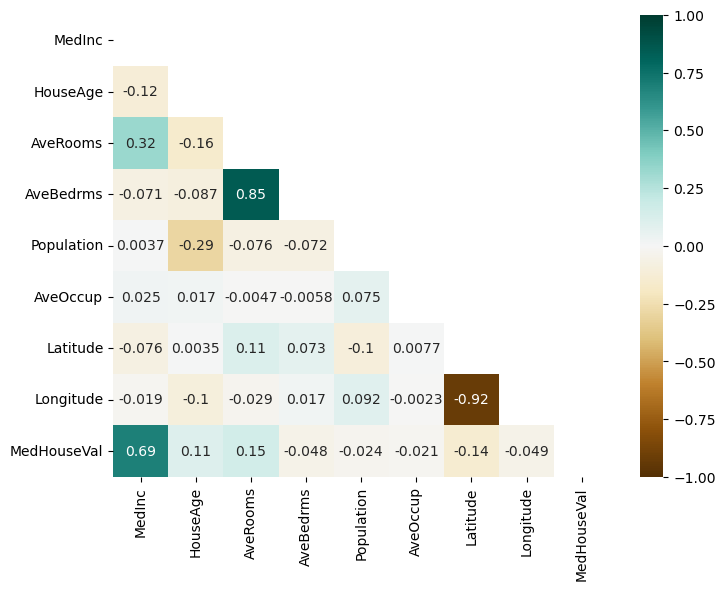 MedInc
HouseAge -0.12
AveRooms 0.32 -0.16
AveBedrms -0.071 -0.087 0.85
Population 0.0037 -0.29 -0.076 -0.072
AveOccup 0.025 0.017 -0.0047 -0.0058 0.075
Latitude -0.076 0.0035 0.11 0.073 -0.1 0.0077
Longitude -0.019 -0.1 -0.029 0.017 0.092 -0.0023 -0.92
MedHouseVal 0.69 0.11 0.15 -0.048 -0.024 -0.021 -0.14 -0.049
MedInc HouseAge AveRooms AveBedrms Population AveOccup Latitude Longitude MedHouseVal
1.00
0.75
0.50
0.25
0.00
−0.25
−0.50
−0.75
−1.00